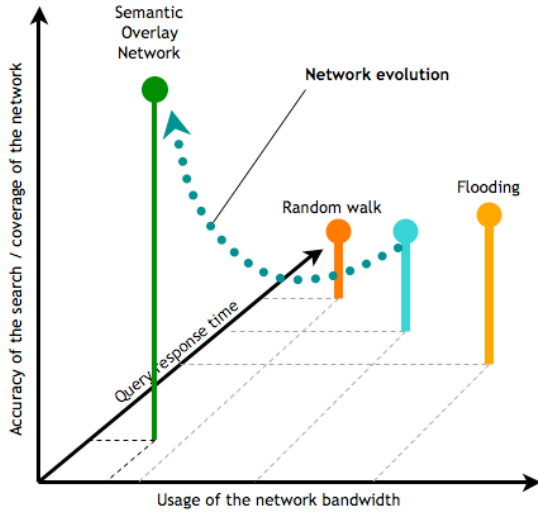 Semantic
Overlay
Network
Network evolution
Flooding
Random walk
Query response time
Accuracy of the search / coverage of the network
Usage of the network bandwidth